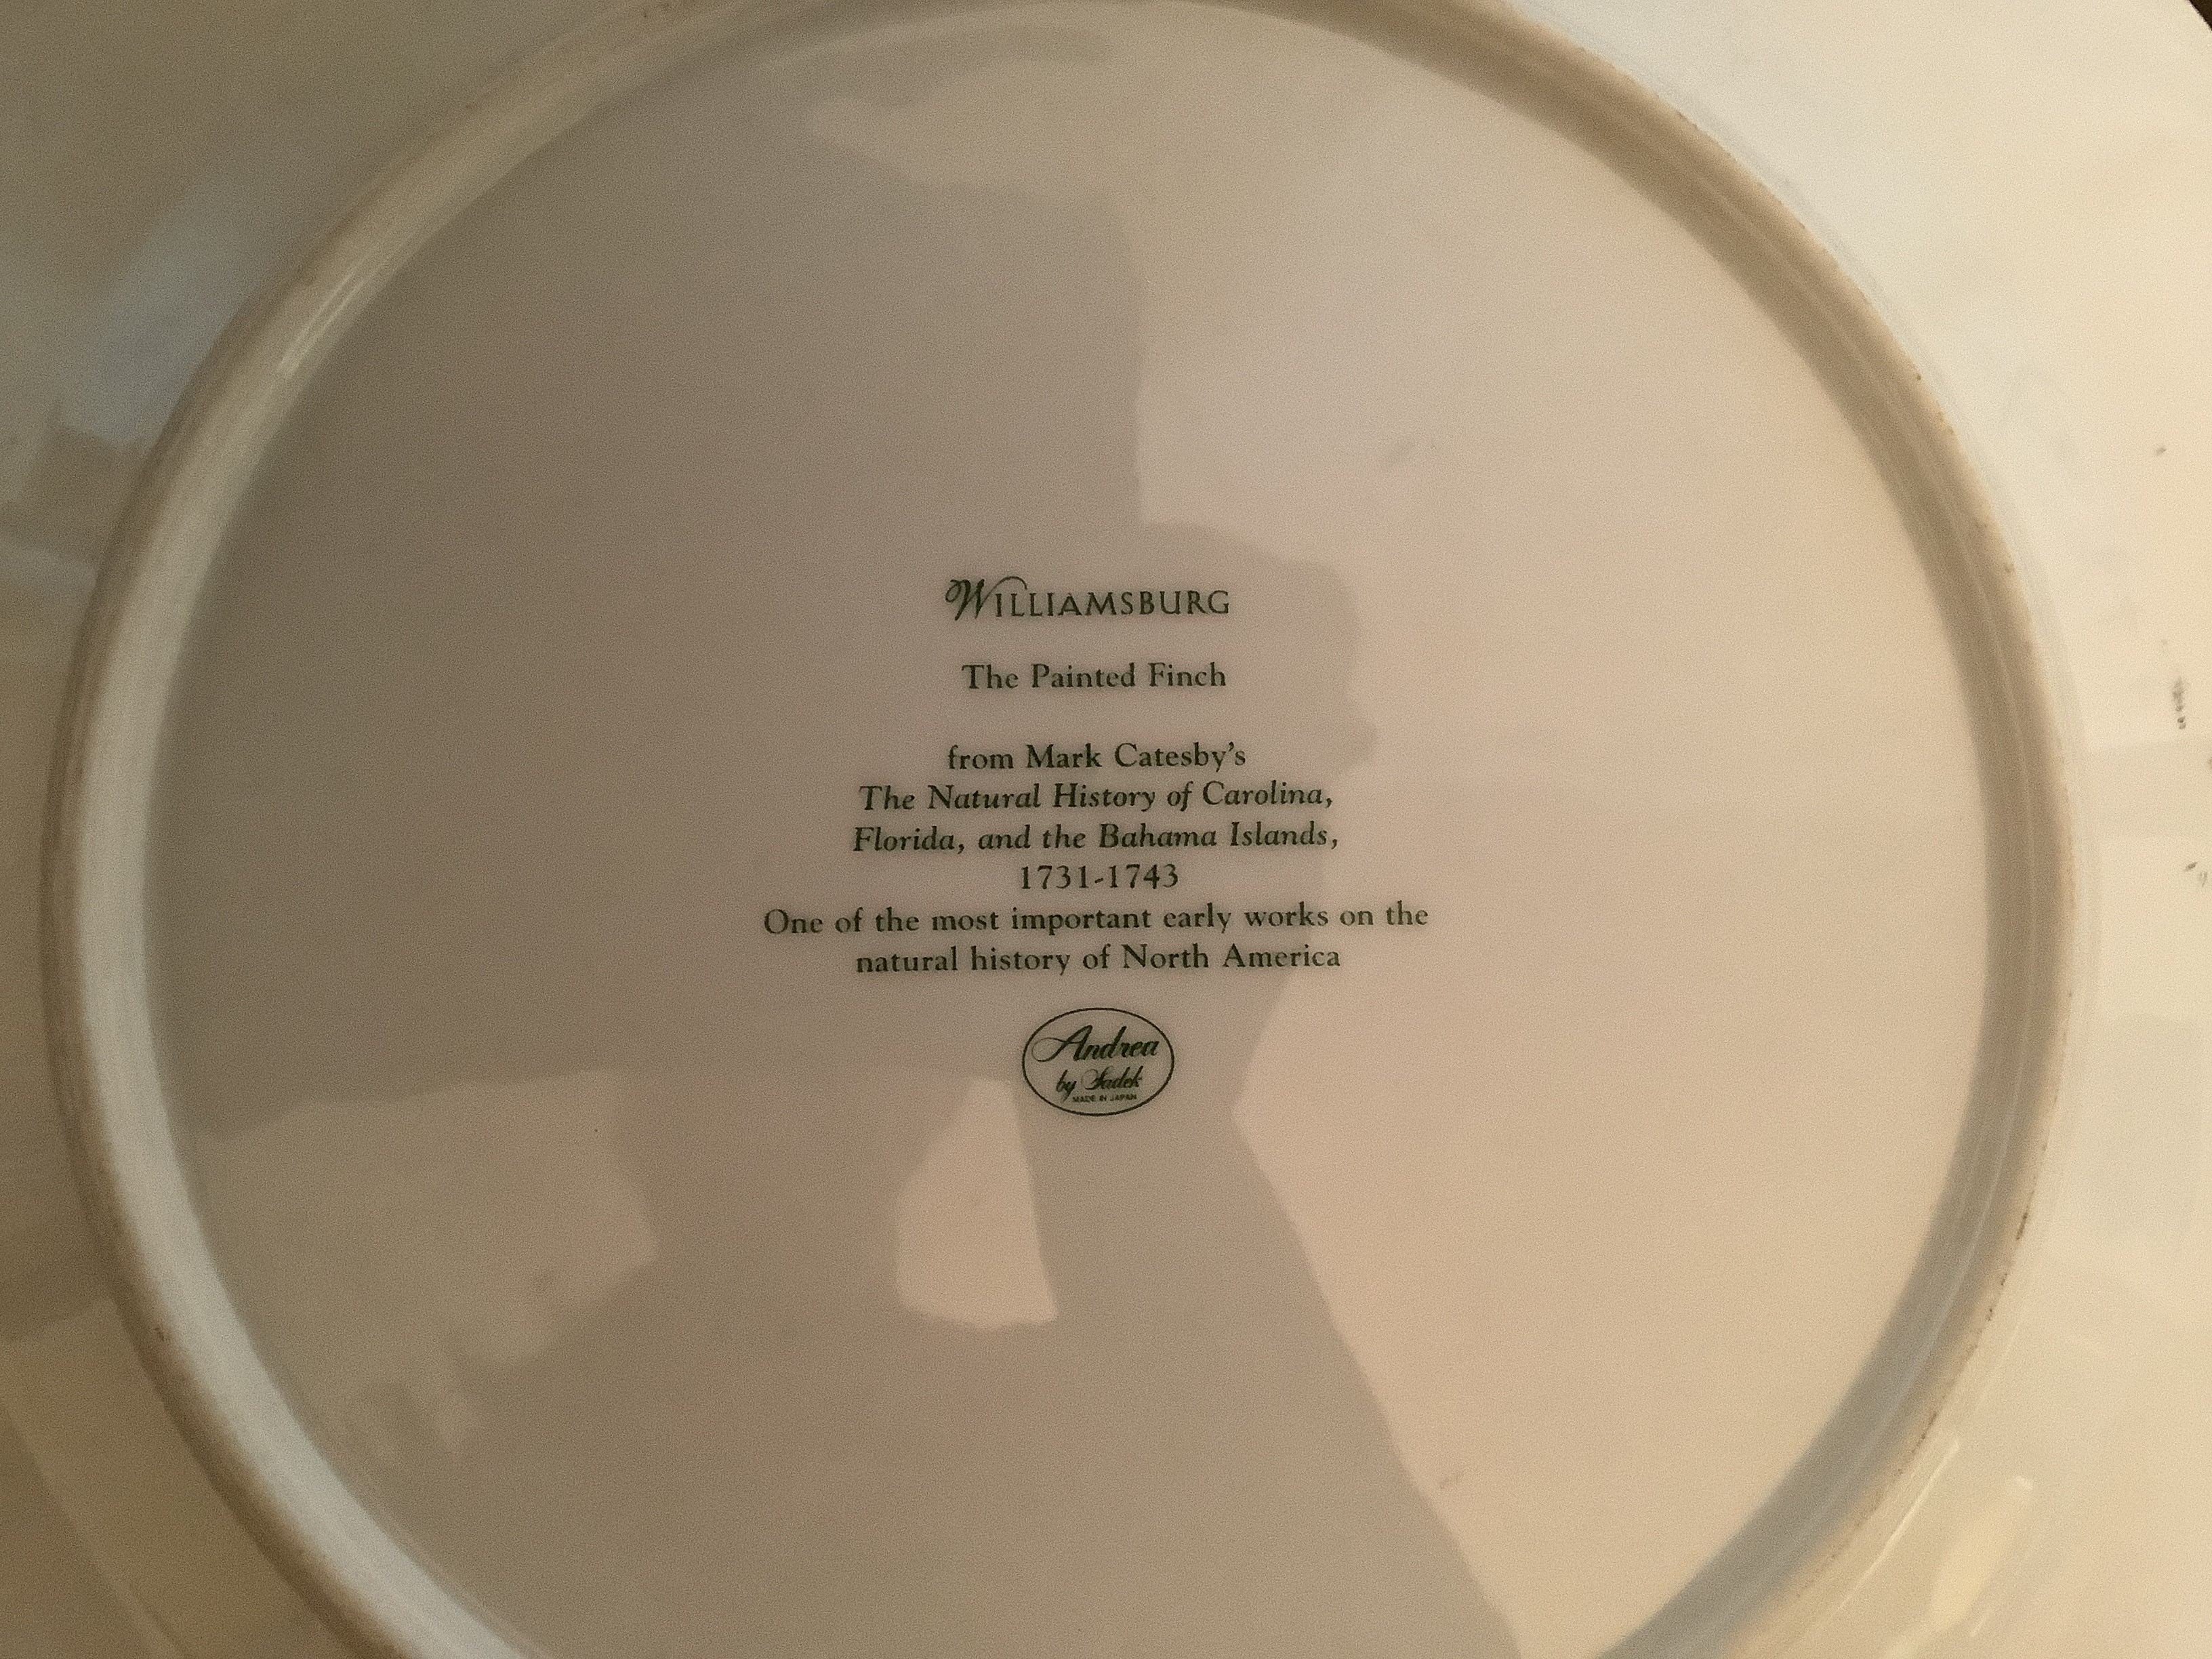 WILLIAMSBURG
The Painted Finch
from Mark Catesby's
The Natural History of Carolina,
Florida, and the Bahama Islands,
1731-1743
One of the most important early works on the
natural history of North America
Andrea
by Sadek
MADE IN JAPAN